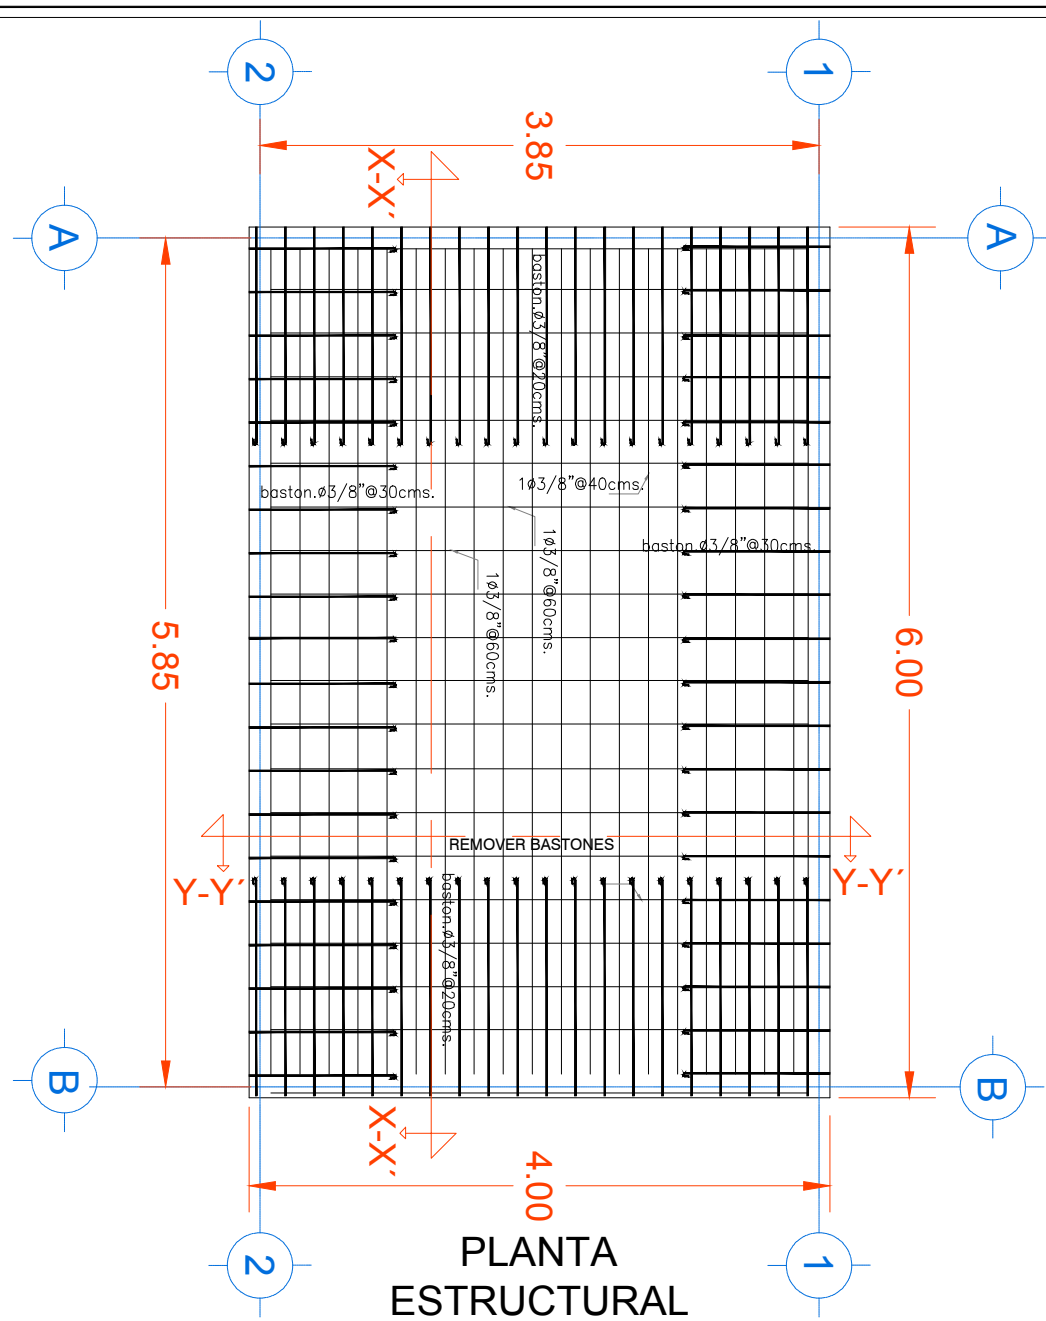 2
1
3.85
X-X´
A
A
baston.ø3/8"@20cms.
baston.ø3/8"@30cms.
1ø3/8"@40cms.
1ø3/8"@60cms.
baston.ø3/8"@30cms.
1ø3/8"@60cms.
5.85
6.00
REMOVER BASTONES
Y-Y´
Y-Y´
baston.ø3/8"@20cms.
B
B
X-X´
4.00
2
1
PLANTA
ESTRUCTURAL